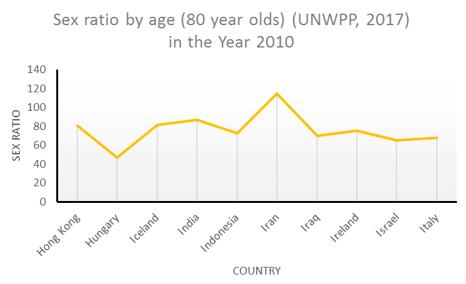 Sex ratio by age (80 year olds) (UNWPP, 2017)
in the Year 2010
SEX RATIO
140
120
100
80
60
40
20
0
Hong Kong
Hungary
Iceland
India
Indonesia
Iran
Iraq
Ireland
Israel
Italy
COUNTRY